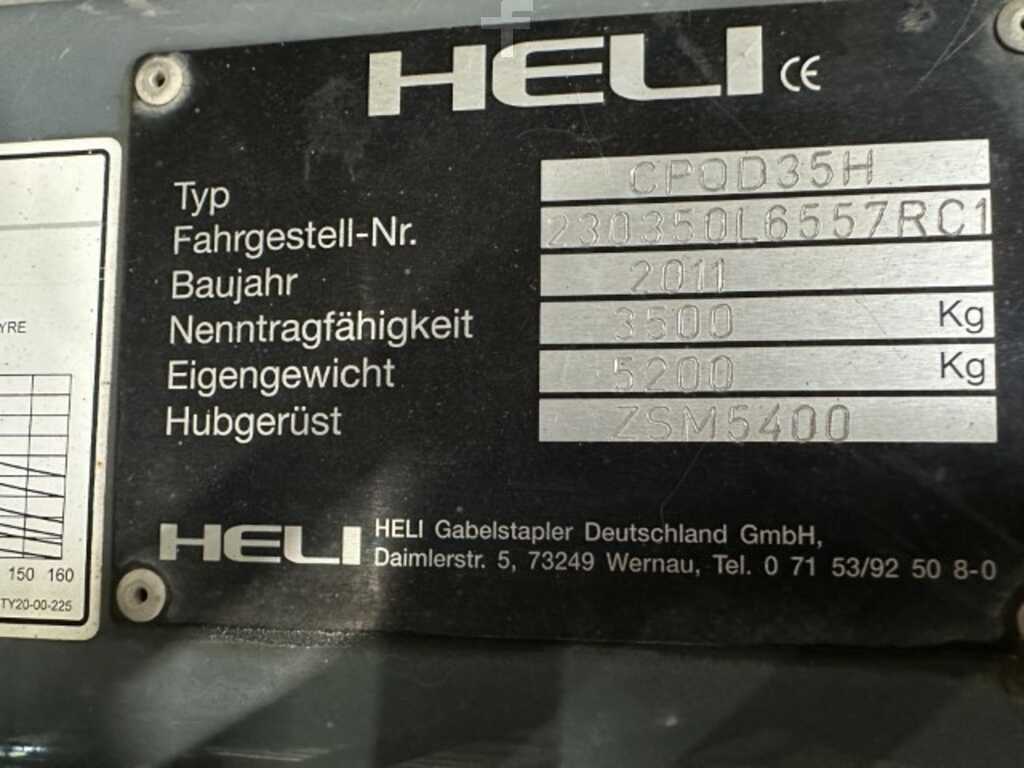 HELI CE
Typ CPQD35H
Fahrgestell-Nr. 230350L6557RC1
Baujahr 2011
Nenntragfähigkeit 3500 Kg
Eigengewicht 5200 Kg
Hubgerüst ZSM5400
HELI
HELI Gabelstapler Deutschland GmbH,
Daimlerstr. 5, 73249 Wernau, Tel. 0 71 53/92 50 8-0
YRE
150 160
TY20-00-225